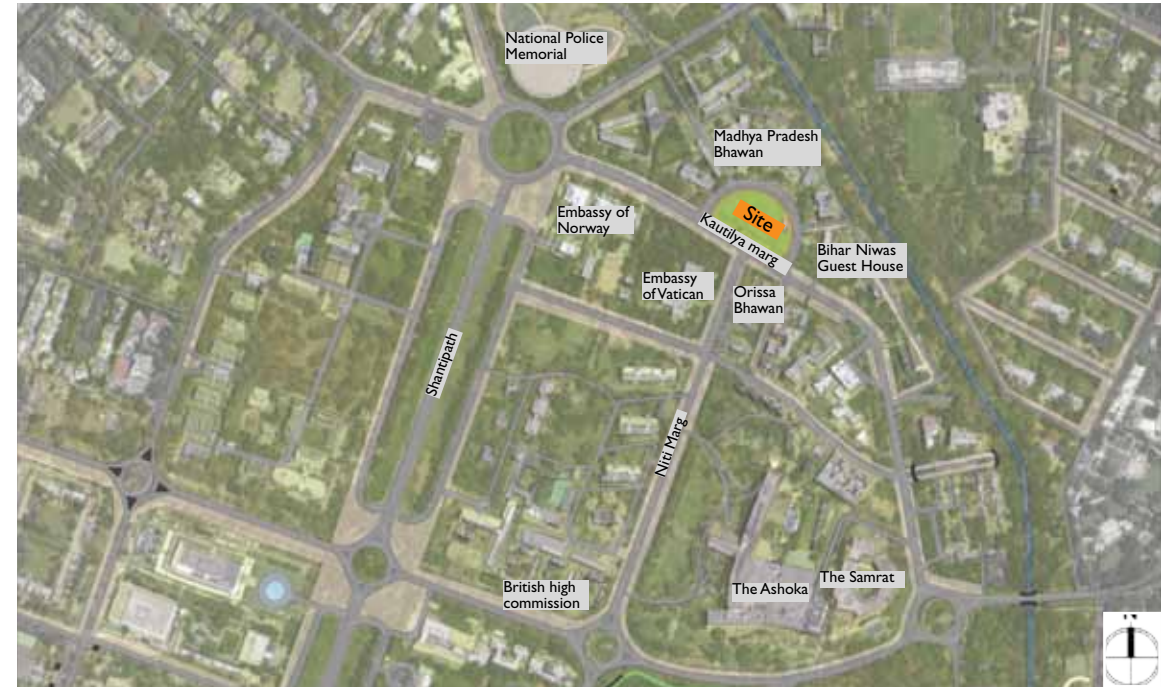 National Police
Memorial
Madhya Pradesh
Bhawan
Site
Kautilya marg
Embassy of
Norway
Bihar Niwas
Guest House
Embassy
of Vatican
Orissa
Bhawan
Shantipath
Niti Marg
The Samrat
The Ashoka
British high
commission
N